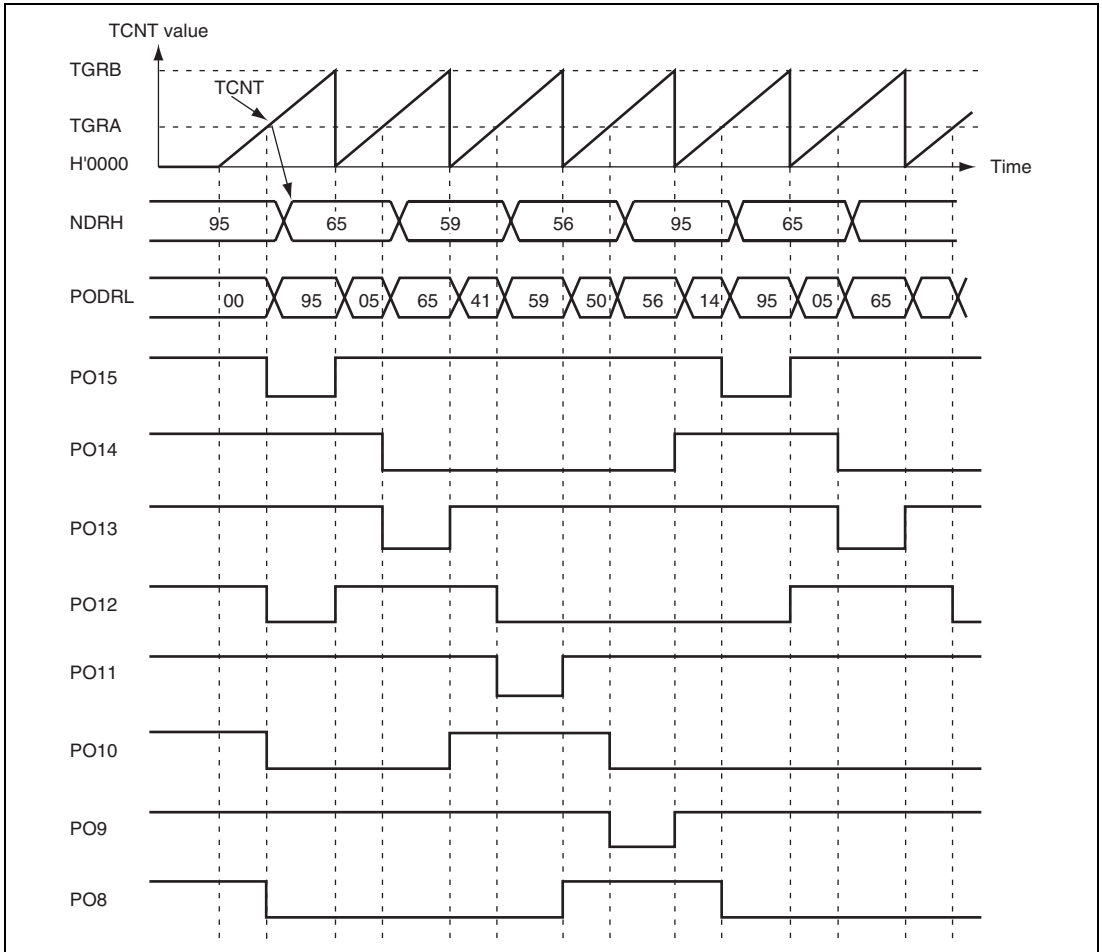 TCNT value
TGRB
TCNT
TGRA
H'0000
Time
NDRH 95 65 59 56 95 65
PODRL 00 95 05 65 41 59 50 56 14 95 05 65
PO15
PO14
PO13
PO12
PO11
PO10
PO9
PO8